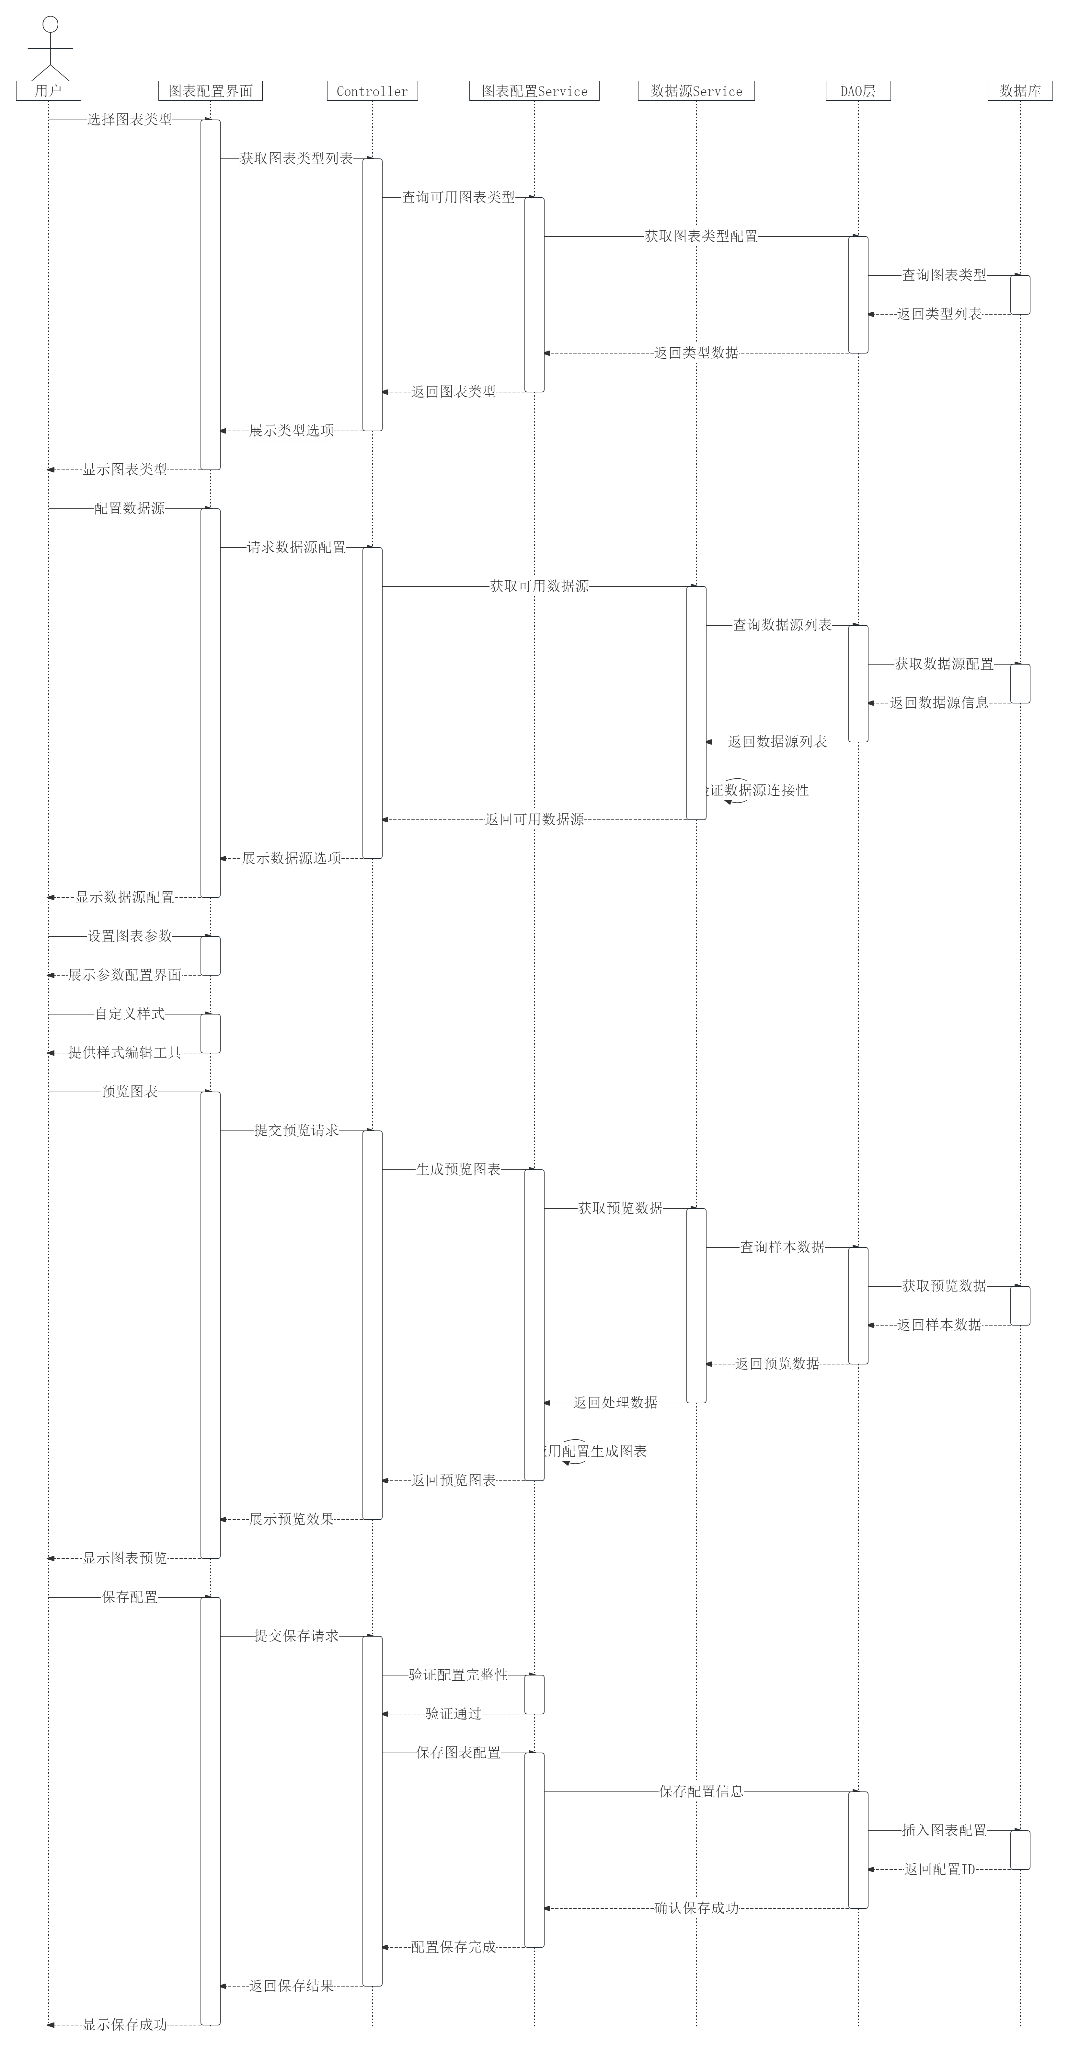 用户
图表配置界面
Controller
图表配置Service
数据源Service
DAO层
数据库
选择图表类型
获取图表类型列表
查询可用图表类型
获取图表类型配置
查询图表类型
返回类型列表
返回类型数据
返回图表类型
展示类型选项
显示图表类型
配置数据源
请求数据源配置
获取可用数据源
查询数据源列表
获取数据源配置
返回数据源信息
返回数据源列表
证数据源连接性
返回可用数据源
展示数据源选项
显示数据源配置
设置图表参数
展示参数配置界面
自定义样式
提供样式编辑工具
预览图表
提交预览请求
生成预览图表
获取预览数据
查询样本数据
获取预览数据
返回样本数据
返回预览数据
返回处理数据
用配置生成图表
返回预览图表
展示预览效果
显示图表预览
保存配置
提交保存请求
验证配置完整性
验证通过
保存图表配置
保存配置信息
插入图表配置
返回配置ID
确认保存成功
配置保存完成
返回保存结果
显示保存成功